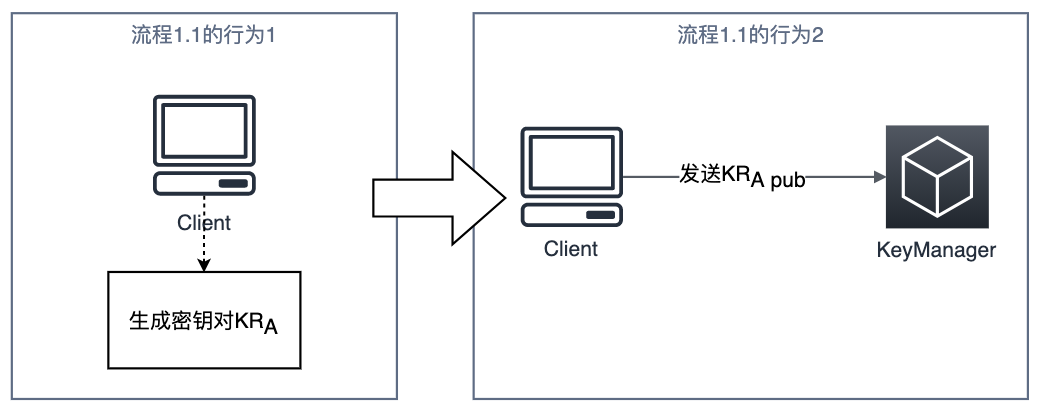 流程1.1的行为1
Client
生成密钥对KRA
流程1.1的行为2
发送KRA pub
Client
KeyManager